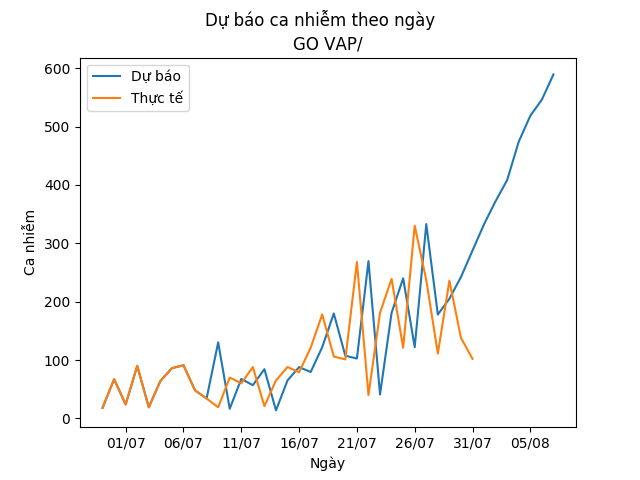 Dự báo ca nhiễm theo ngày
GO VAP/
Dự báo
Thực tế
600
500
400
300
200
100
0
Ca nhiễm
01/07 06/07 11/07 16/07 21/07 26/07 31/07 05/08
Ngày